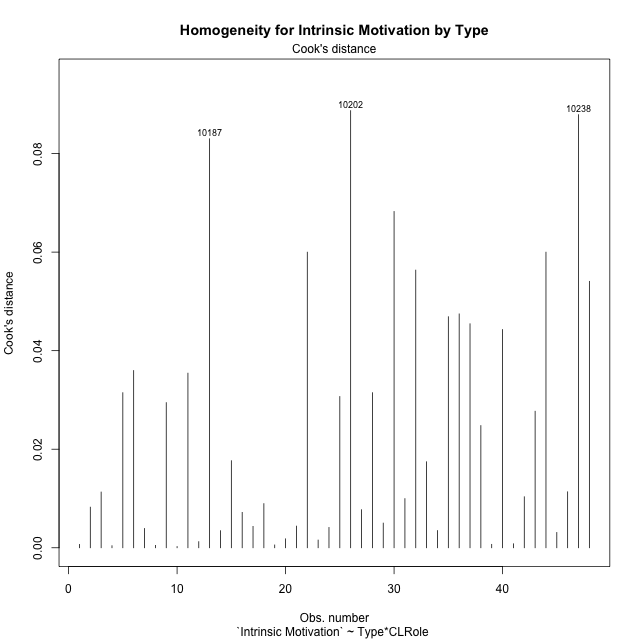 Homogeneity for Intrinsic Motivation by Type
Cook's distance
10202
10238
10187
Cook's distance
0.08
0.06
0.04
0.02
0.00
0 10 20 30 40
Obs. number
`Intrinsic Motivation` ~ Type*CLRole